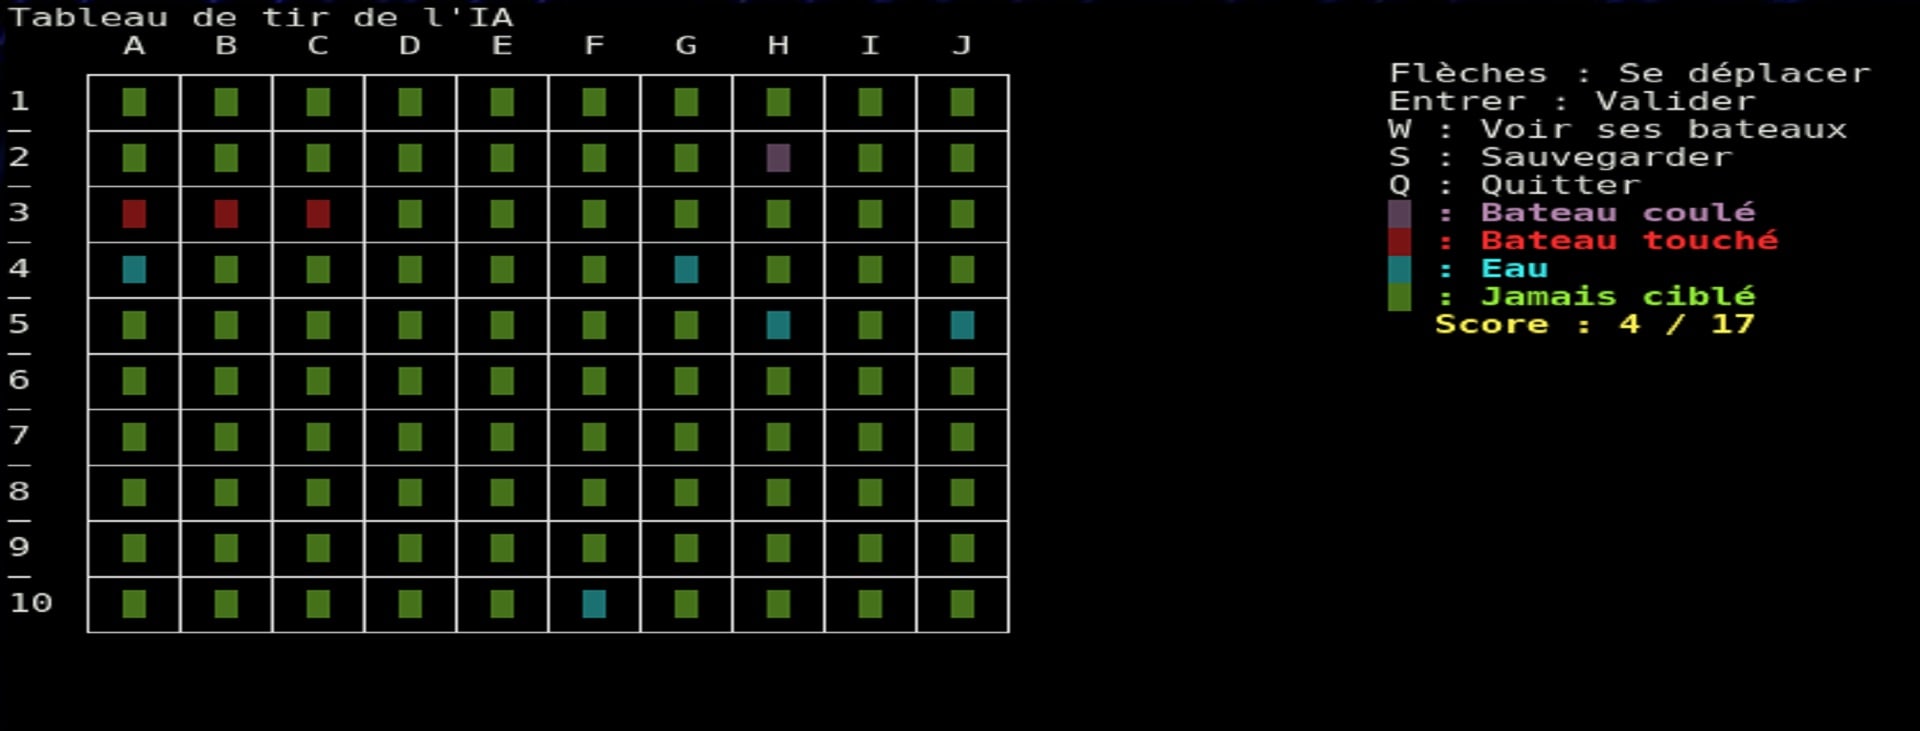 Tableau de tir de l'IA
A B C D E F G H I J
1
2
3
4
5
6
7
8
9
10
Flèches : Se déplacer
Entrer : Valider
W : Voir ses bateaux
S : Sauvegarder
Q : Quitter
: Bateau coulé
: Bateau touché
: Eau
: Jamais ciblé
Score : 4 / 17